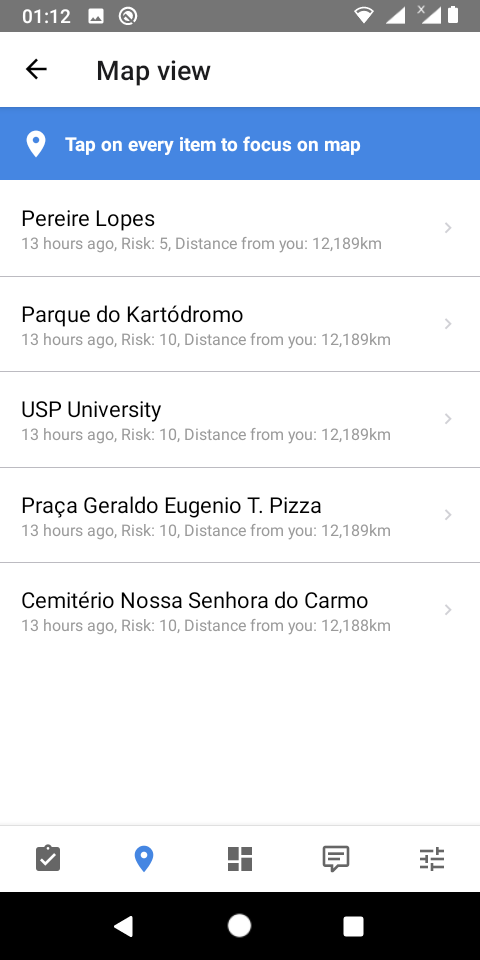 01:12
Map view
Tap on every item to focus on map
Pereire Lopes
13 hours ago, Risk: 5, Distance from you: 12,189km
Parque do Kartódromo
13 hours ago, Risk: 10, Distance from you: 12,189km
USP University
13 hours ago, Risk: 10, Distance from you: 12,189km
Praça Geraldo Eugenio T. Pizza
13 hours ago, Risk: 10, Distance from you: 12,189km
Cemitério Nossa Senhora do Carmo
13 hours ago, Risk: 10, Distance from you: 12,188km